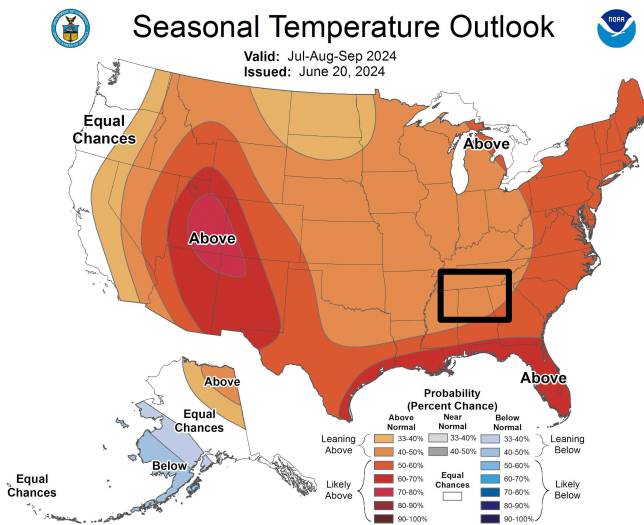 Seasonal Temperature Outlook
NOAA
Valid: Jul-Aug-Sep 2024
Issued: June 20, 2024
Equal
Chances
Above
Above
Above
Above
Equal
Chances
Below
Equal
Chances
Probability
(Percent Chance)
Above
Normal
Near
Normal
Below
Normal
Leaning
Above
33-40%
40-50%
33-40%
40-50%
33-40%
40-50%
Leaning
Below
Likely
Above
50-60%
60-70%
70-80%
80-90%
90-100%
Equal
Chances
50-60%
60-70%
70-80%
80-90%
90-100%
Likely
Below